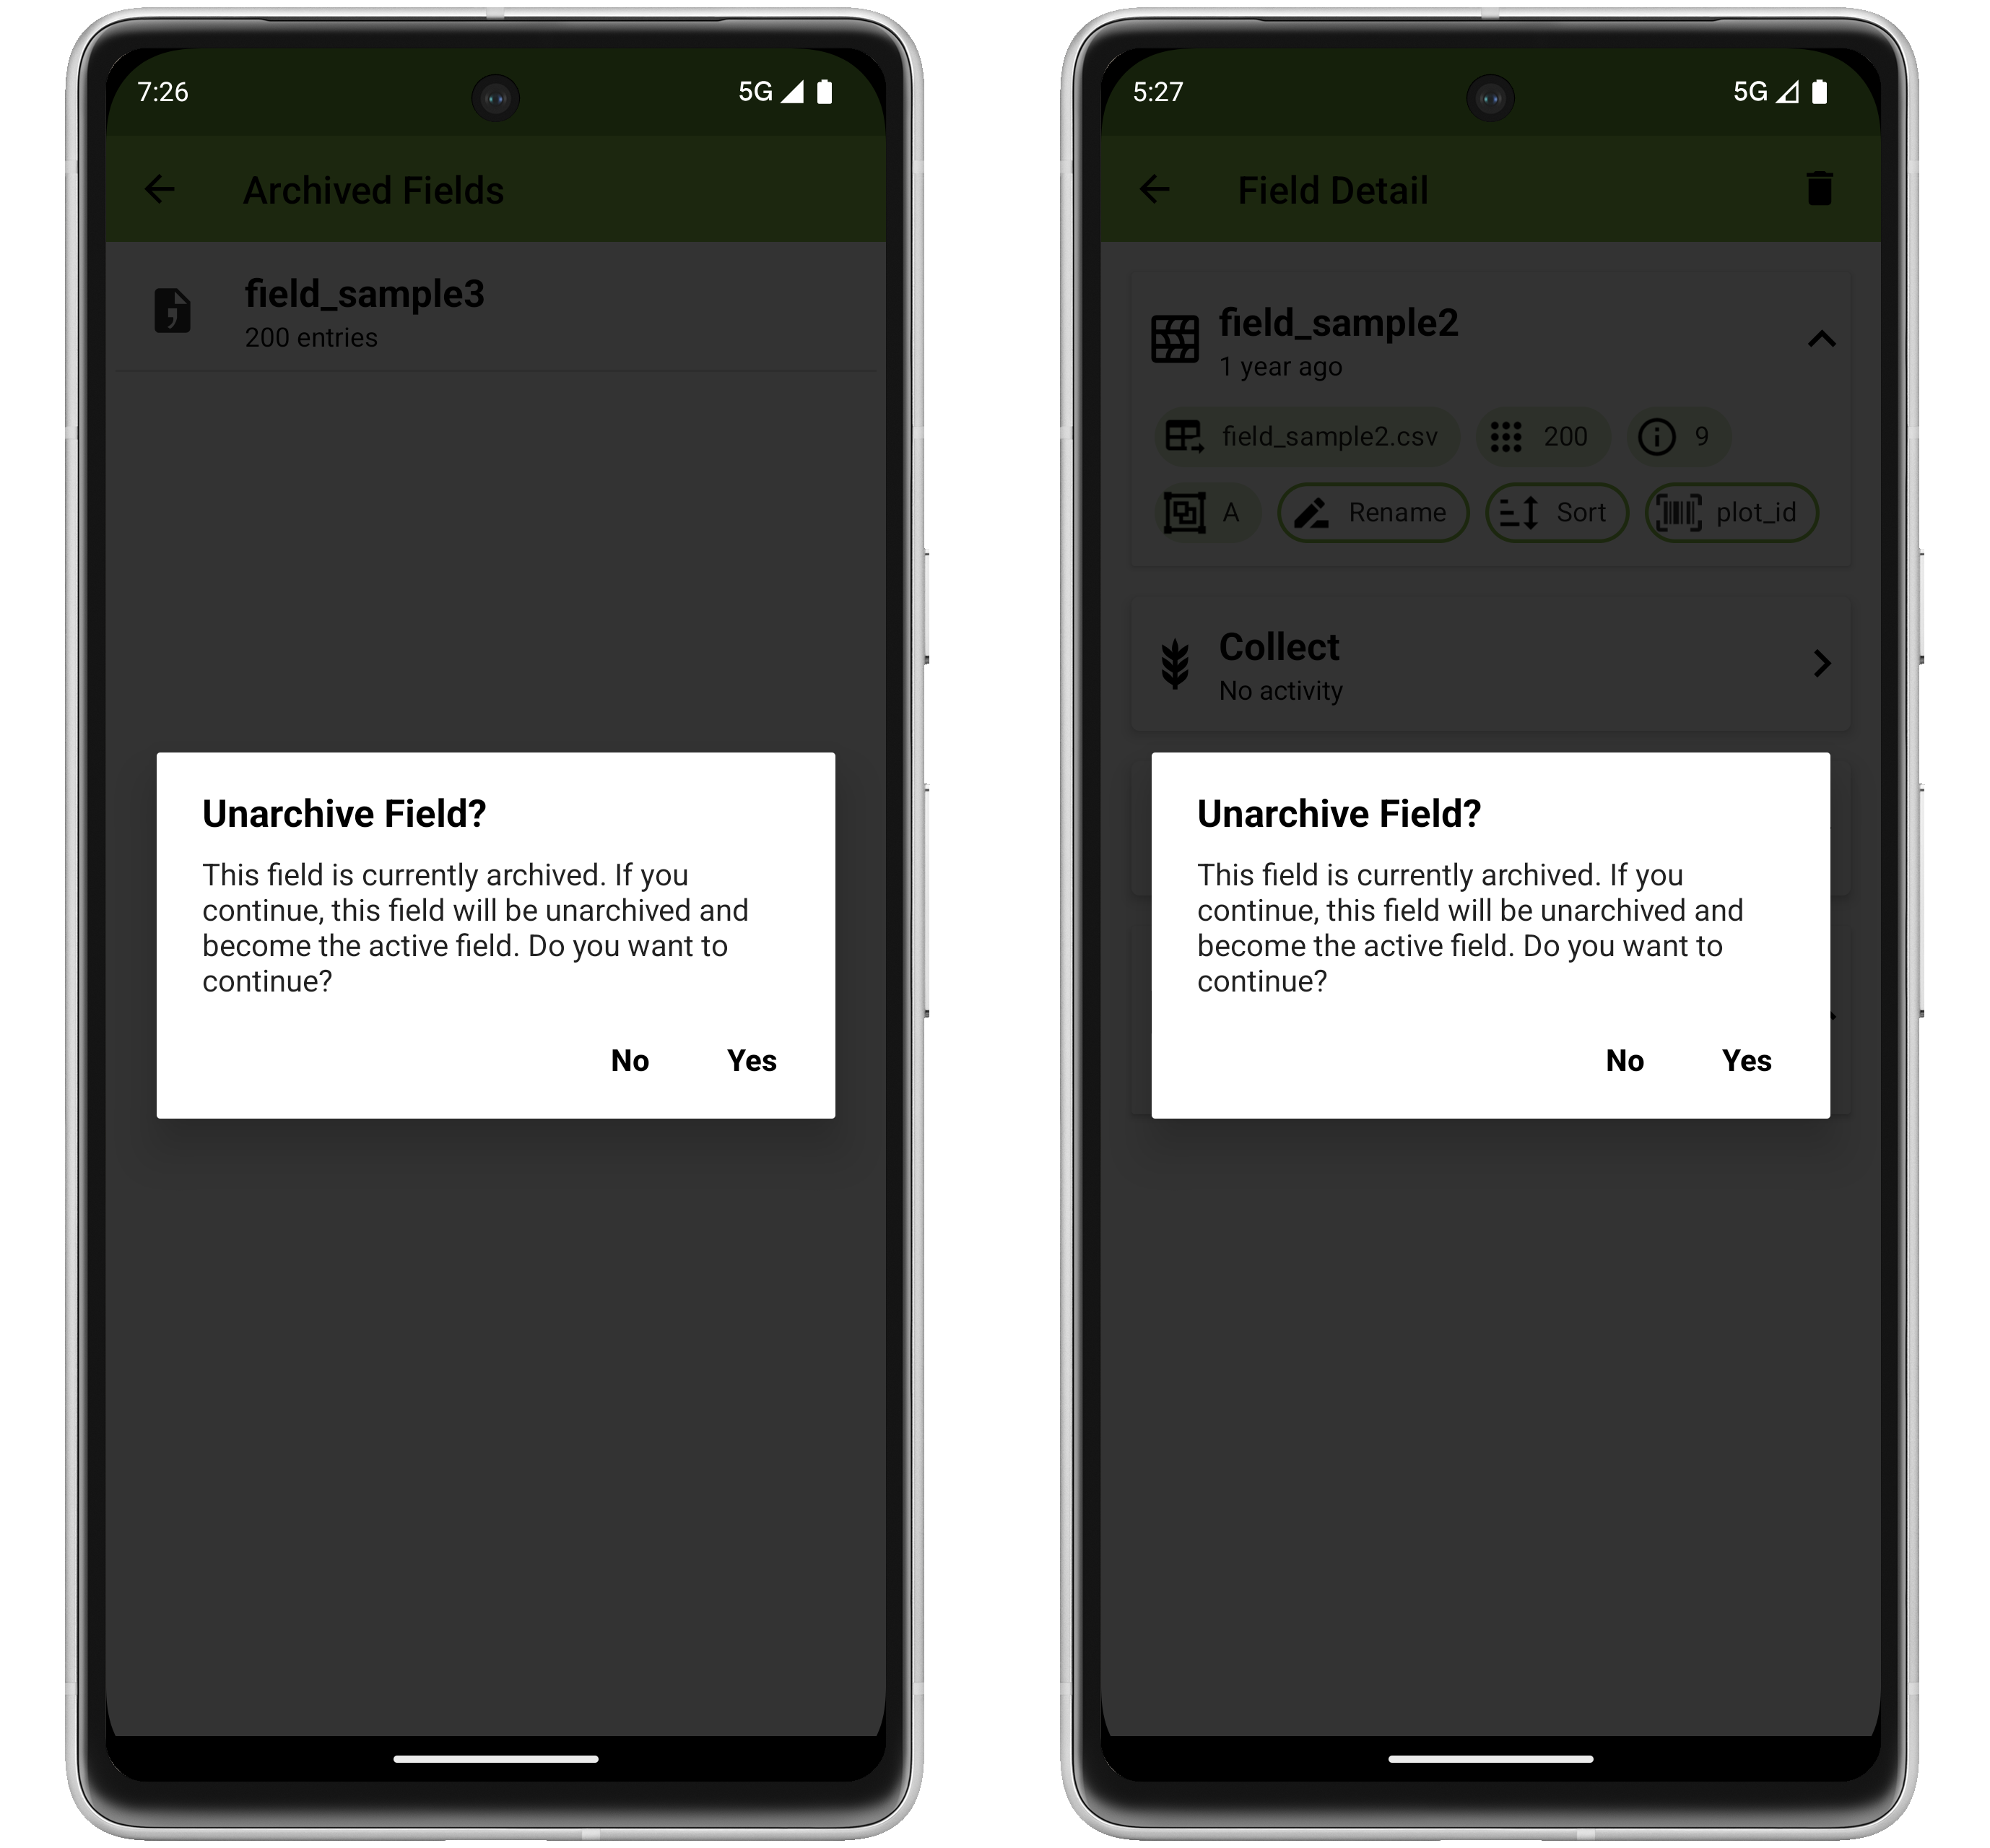 7:26
5G
Archived Fields
field_sample3
200 entries
Unarchive Field?
This field is currently archived. If you
continue, this field will be unarchived and
become the active field. Do you want to
continue?
No Yes
5:27
5G
Field Detail
field_sample2
1 year ago
field_sample2.csv 200 9
A Rename Sort plot_id
Collect
No activity
Unarchive Field?
This field is currently archived. If you
continue, this field will be unarchived and
become the active field. Do you want to
continue?
No Yes